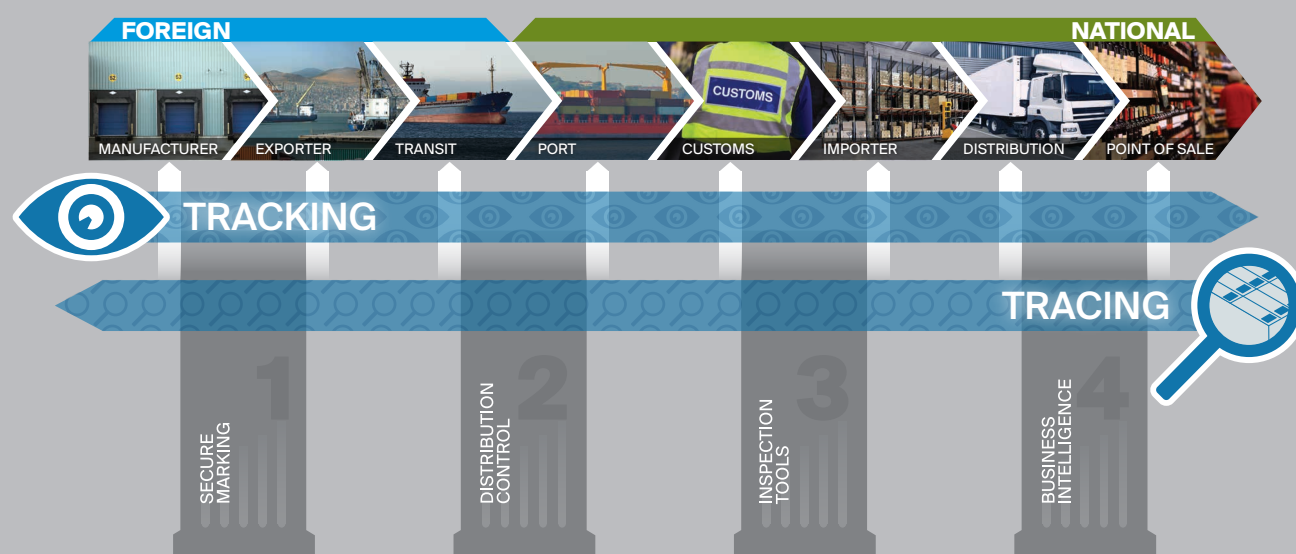 FOREIGN
NATIONAL
CUSTOMS
MANUFACTURER
EXPORTER
TRANSIT
PORT
CUSTOMS
IMPORTER
DISTRIBUTION
POINT OF SALE
TRACKING
TRACING
1
SECURE
MARKING
2
DISTRIBUTION
CONTROL
3
INSPECTION
TOOLS
4
BUSINESS
INTELLIGENCE